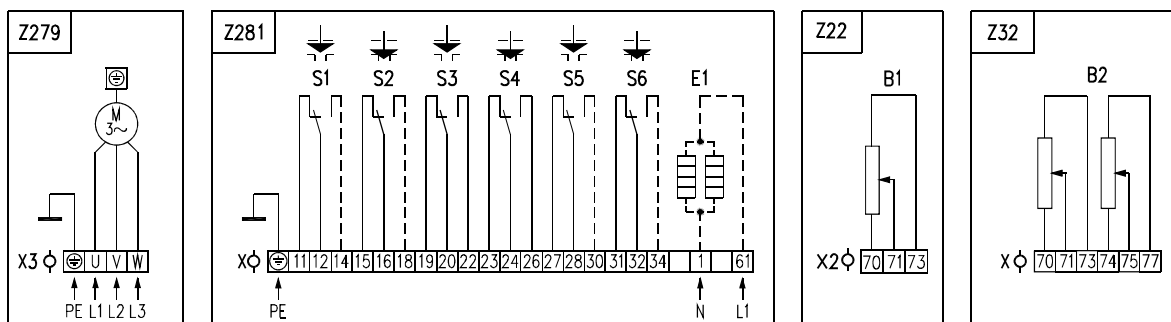 Z279
M
3~
X3 U V W
PE L1 L2 L3
Z281
S1 S2 S3 S4 S5 S6 E1
X 11 12 14 15 16 18 19 20 22 23 24 26 27 28 30 31 32 34 1 61
PE N L1
Z22
B1
X2 70 71 73
Z32
B2
X 70 71 73 74 75 77